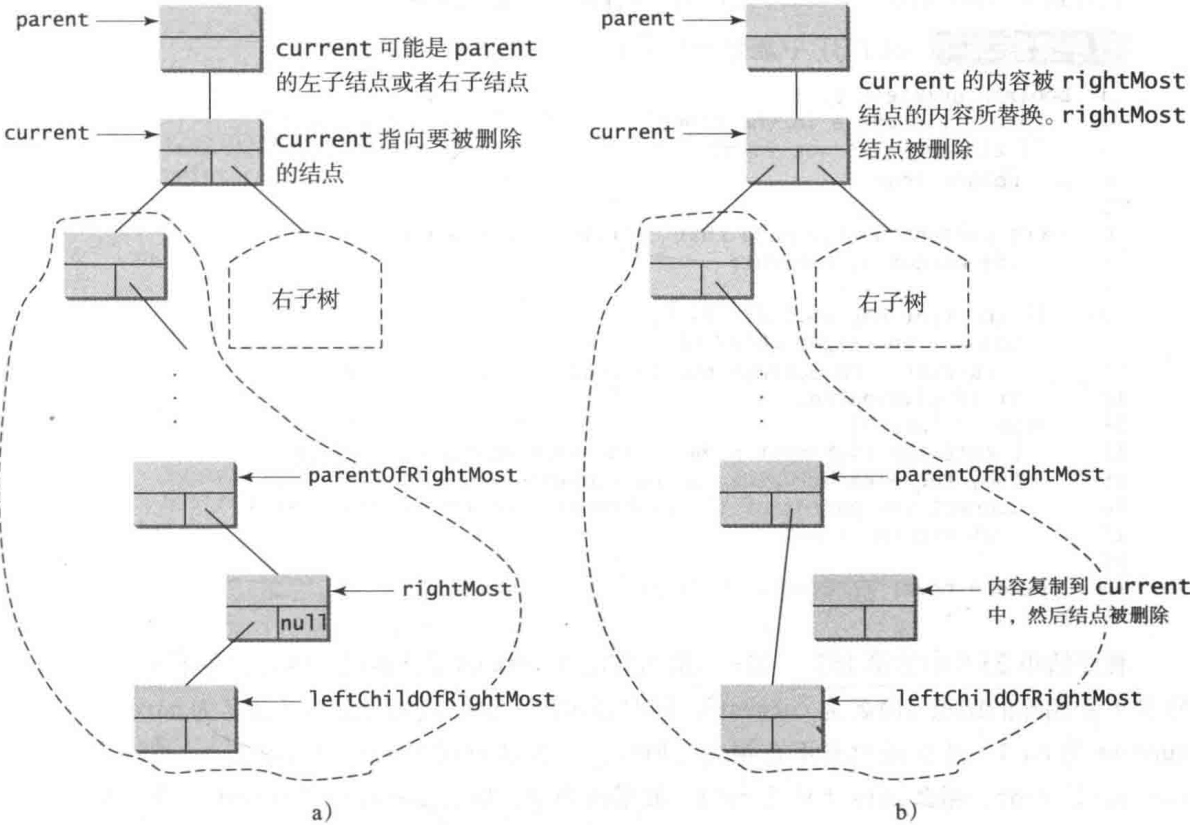 parent
current 可能是 parent
的左子结点或者右子结点
current
current 指向要被删除
的结点
右子树
parentOfRightMost
rightMost
null
leftChildOfRightMost
a)
parent
current 的内容被 rightMost
结点的内容所替换。rightMost
结点被删除
current
右子树
parentOfRightMost
内容复制到 current
中，然后结点被删除
leftChildOfRightMost
b)